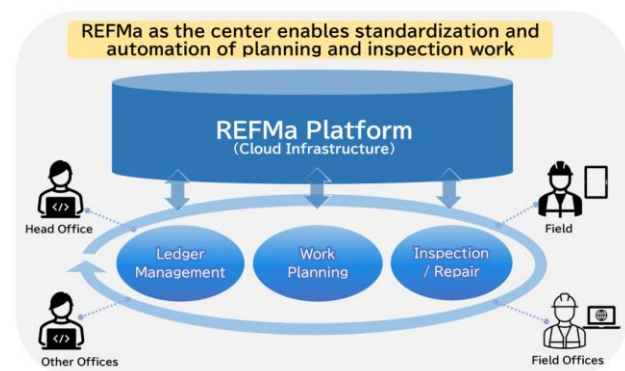 REFMa as the center enables standardization and
automation of planning and inspection work
REFMa Platform
(Cloud Infrastructure)
Head Office
Field
Ledger
Management
Work
Planning
Inspection
/ Repair
</>
</>
Other Offices
Field Offices